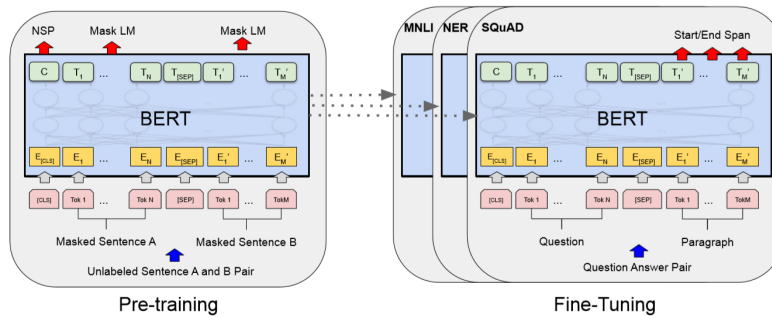 NSP Mask LM Mask LM
C T1 ... TN T[SEP] T1' ... TM'
BERT
E[CLS] E1 ... EN E[SEP] E1' ... EM'
[CLS] Tok 1 ... Tok N [SEP] Tok 1 ... TokM
Masked Sentence A Masked Sentence B
Unlabeled Sentence A and B Pair
Pre-training
MNLI NER SQuAD
Start/End Span
C T1 ... TN T[SEP] T1' ... TM'
BERT
E[CLS] E1 ... EN E[SEP] E1' ... EM'
[CLS] Tok 1 ... Tok N [SEP] Tok 1 ... TokM
Question Paragraph
Question Answer Pair
Fine-Tuning